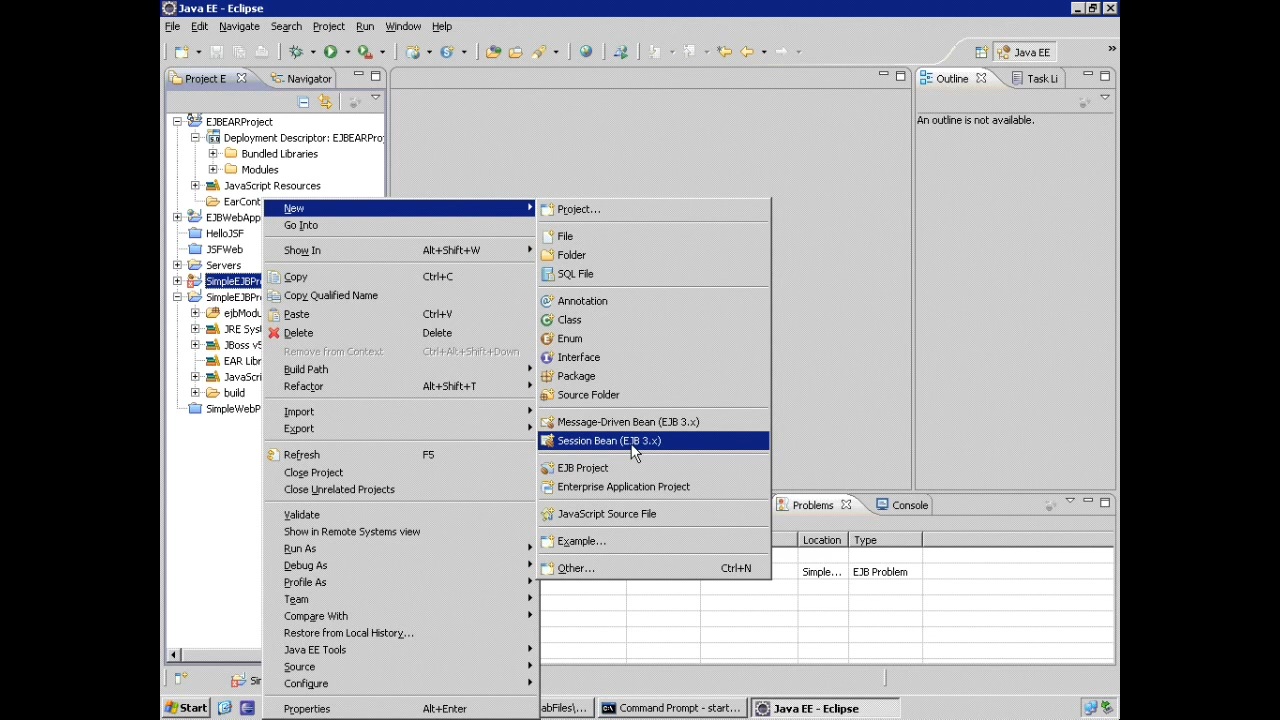 Java EE - Eclipse
File Edit Navigate Search Project Run Window Help
Java EE
Project E Navigator
Outline Task Li
An outline is not available.
EJBEARProject
Deployment Descriptor: EJBEARPro
Bundled Libraries
Modules
JavaScript Resources
EarCont
EJBWebApp
HelloJSF
JSFWeb
Servers
SimpleEJBPr
SimpleEJBPr
ejbModu
JRE Sys
JBoss v5
EAR Libr
JavaScri
build
SimpleWebP
New
Go Into
Show In Alt+Shift+W
Copy Ctrl+C
Copy Qualified Name
Paste Ctrl+V
Delete Delete
Remove from Context Ctrl+Alt+Shift+Down
Build Path
Refactor Alt+Shift+T
Import
Export
Refresh F5
Close Project
Close Unrelated Projects
Validate
Show in Remote Systems view
Run As
Debug As
Profile As
Team
Compare With
Restore from Local History...
Java EE Tools
Source
Configure
Properties Alt+Enter
Project...
File
Folder
SQL File
Annotation
Class
Enum
Interface
Package
Source Folder
Message-Driven Bean (EJB 3.x)
Session Bean (EJB 3.x)
EJB Project
Enterprise Application Project
JavaScript Source File
Example...
Other... Ctrl+N
Problems Console
Location Type
Simple... EJB Problem
Sir
Start abFiles\... Command Prompt - start... Java EE - Eclipse